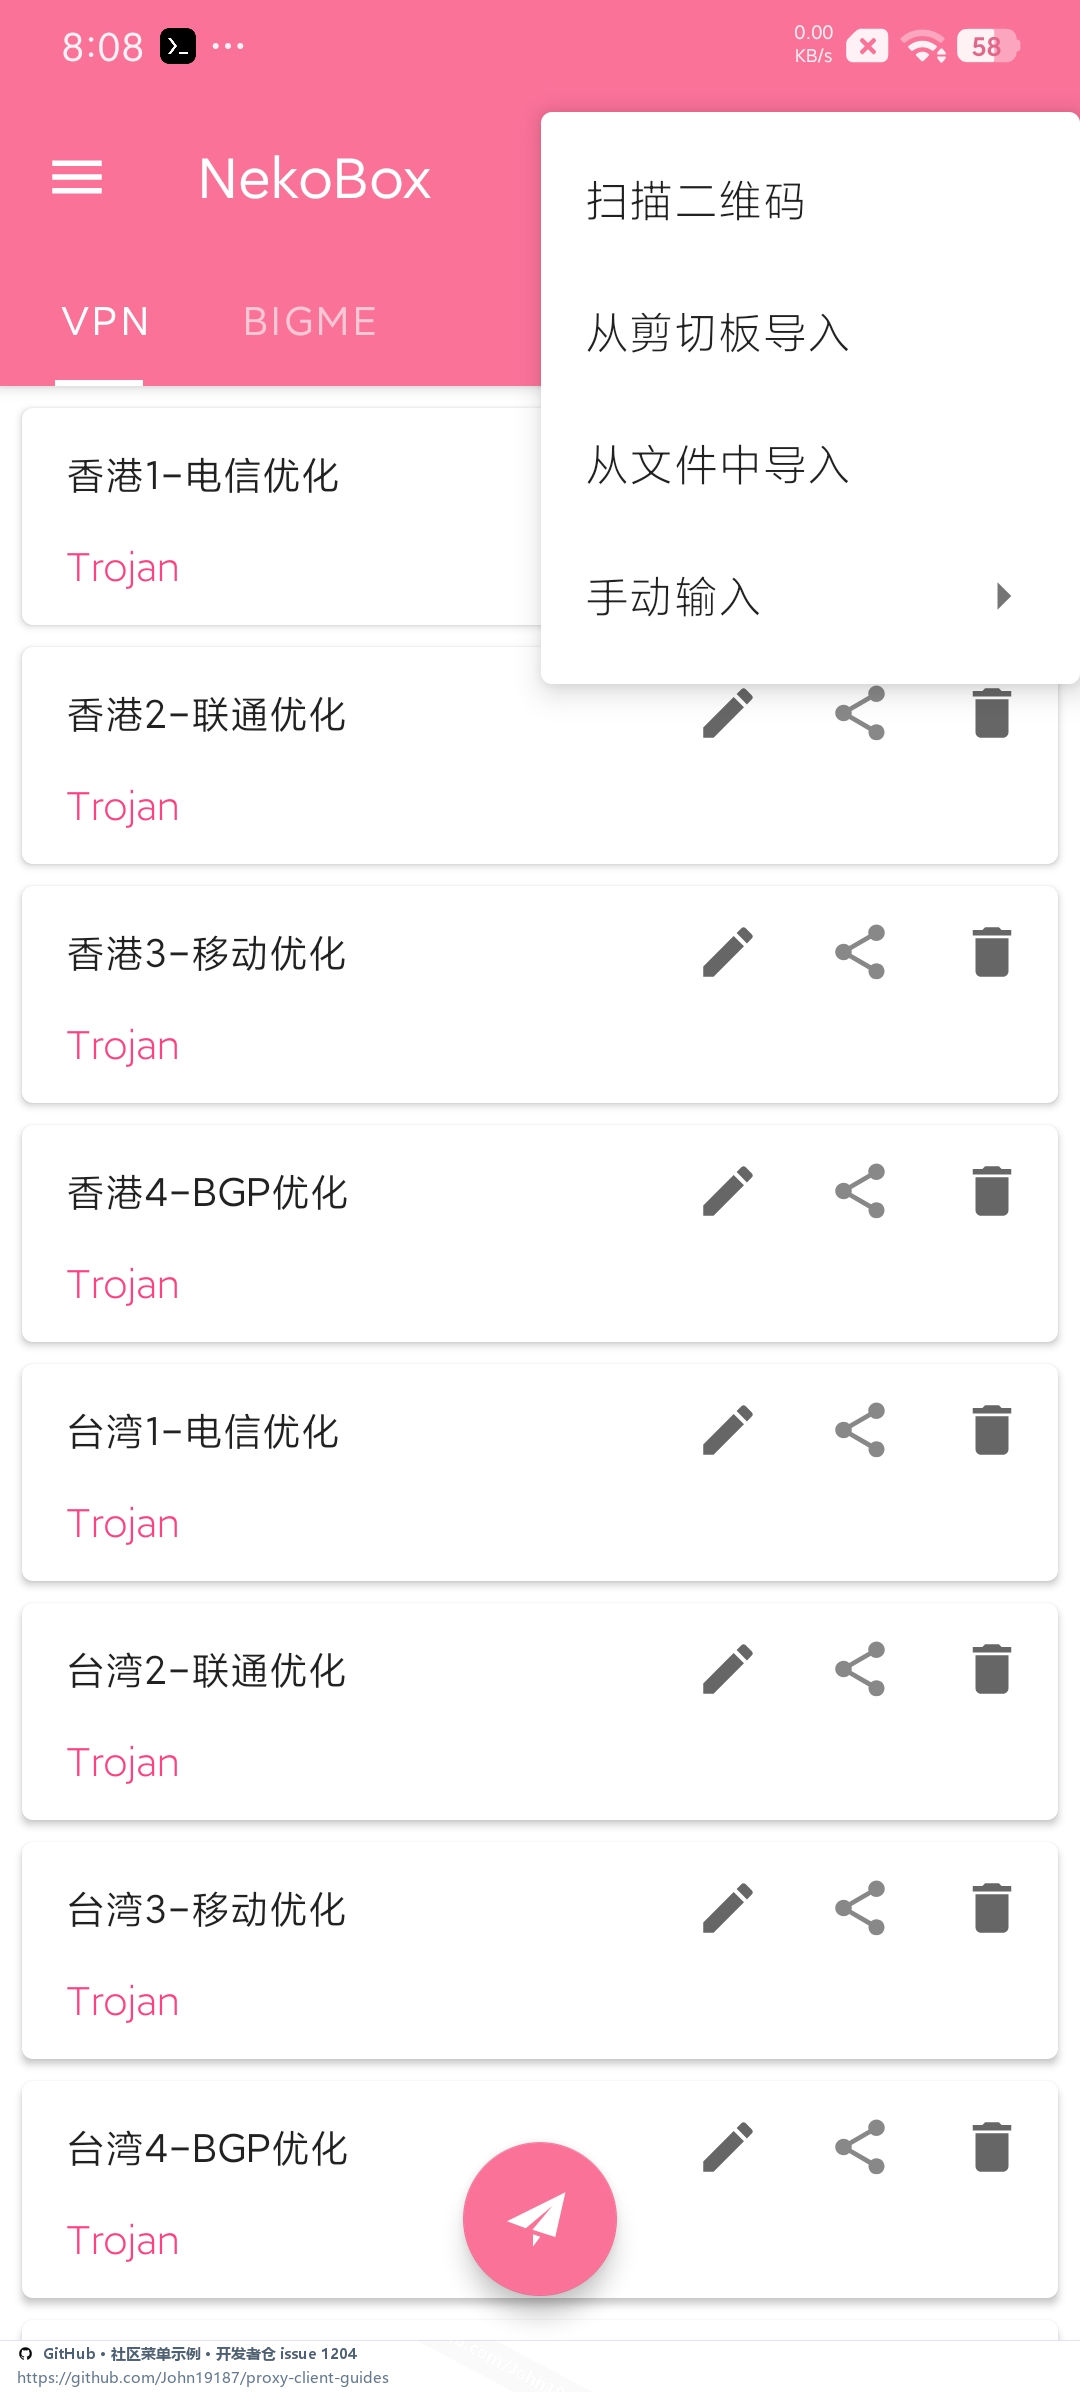 8:08
0.00
KB/s
58
NekoBox
VPN
BIGME
扫描二维码
从剪切板导入
从文件中导入
手动输入
香港1-电信优化
Trojan
香港2-联通优化
Trojan
香港3-移动优化
Trojan
香港4-BGP优化
Trojan
台湾1-电信优化
Trojan
台湾2-联通优化
Trojan
台湾3-移动优化
Trojan
台湾4-BGP优化
Trojan
GitHub • 社区菜单示例 • 开发者仓 issue 1204
https://github.com/John19187/proxy-client-guides